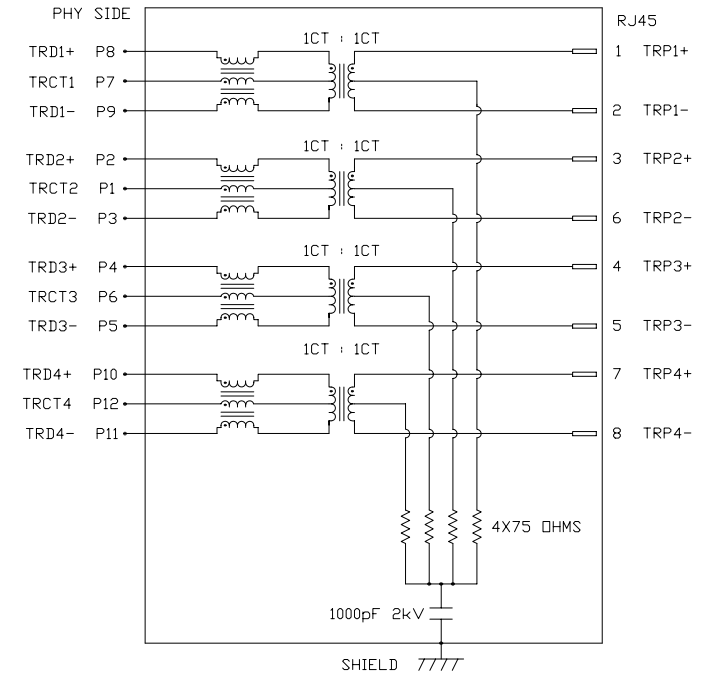 PHY SIDE
RJ45
1CT : 1CT
TRD1+ P8 1 TRP1+
TRCT1 P7
TRD1- P9 2 TRP1-
1CT : 1CT
TRD2+ P2 3 TRP2+
TRCT2 P1
TRD2- P3 6 TRP2-
1CT : 1CT
TRD3+ P4 4 TRP3+
TRCT3 P6
TRD3- P5 5 TRP3-
1CT : 1CT
TRD4+ P10 7 TRP4+
TRCT4 P12
TRD4- P11 8 TRP4-
4X75 OHMS
1000pF 2kV
SHIELD